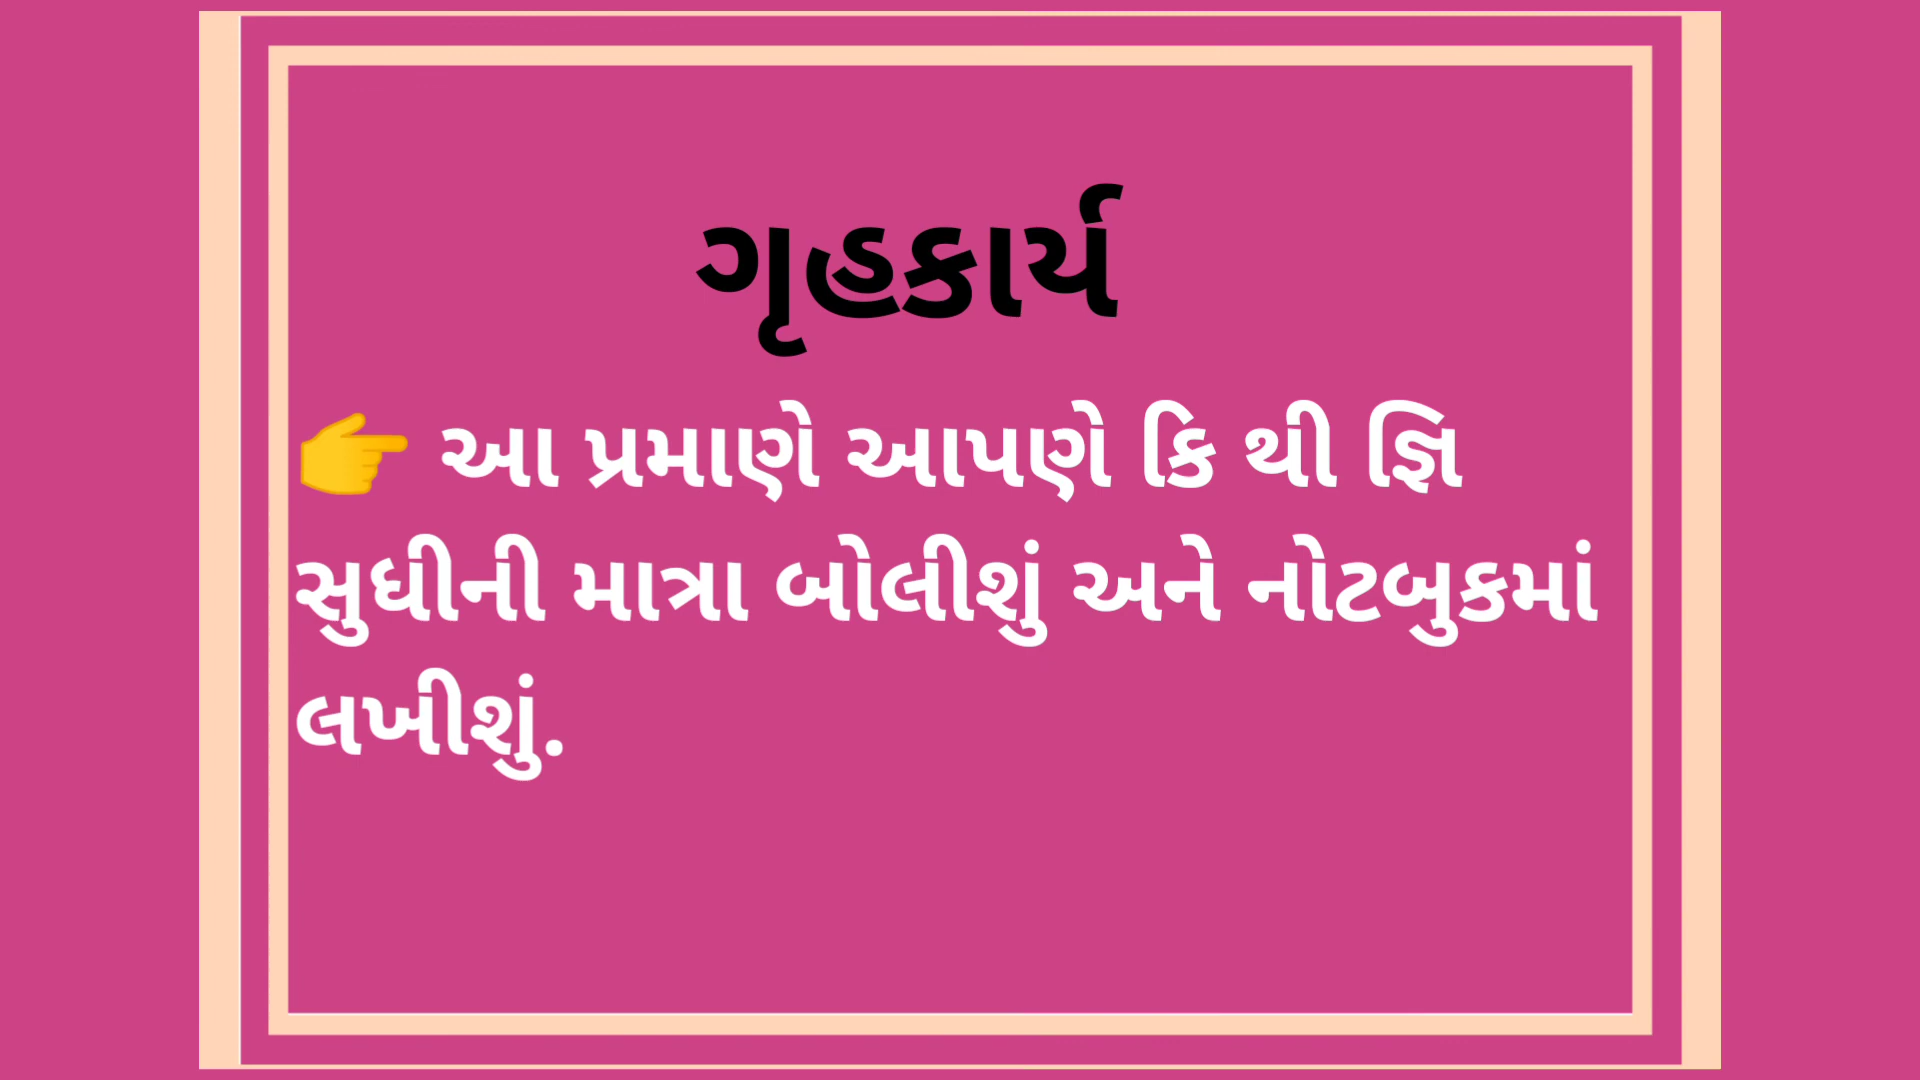 ગૃહકાર્ય
👉 આ પ્રમાણે આપણે કિ થી જ્ઞિ
સુધીની માત્રા બોલીશું અને નોટબુકમાં
લખીશું.